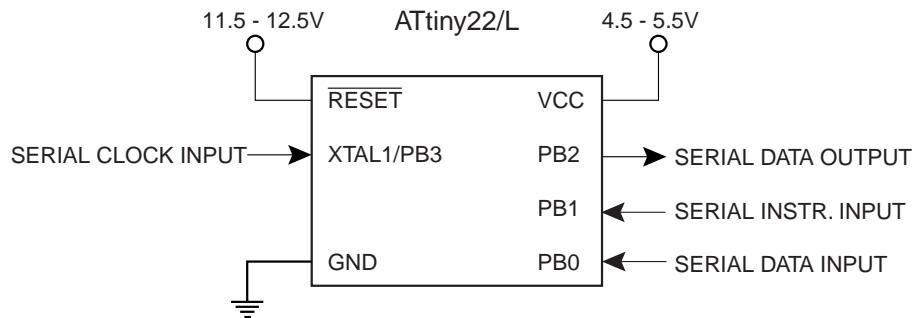 11.5 - 12.5V ATtiny22/L 4.5 - 5.5V
RESET VCC
SERIAL CLOCK INPUT XTAL1/PB3 PB2 SERIAL DATA OUTPUT
PB1 SERIAL INSTR. INPUT
GND PB0 SERIAL DATA INPUT